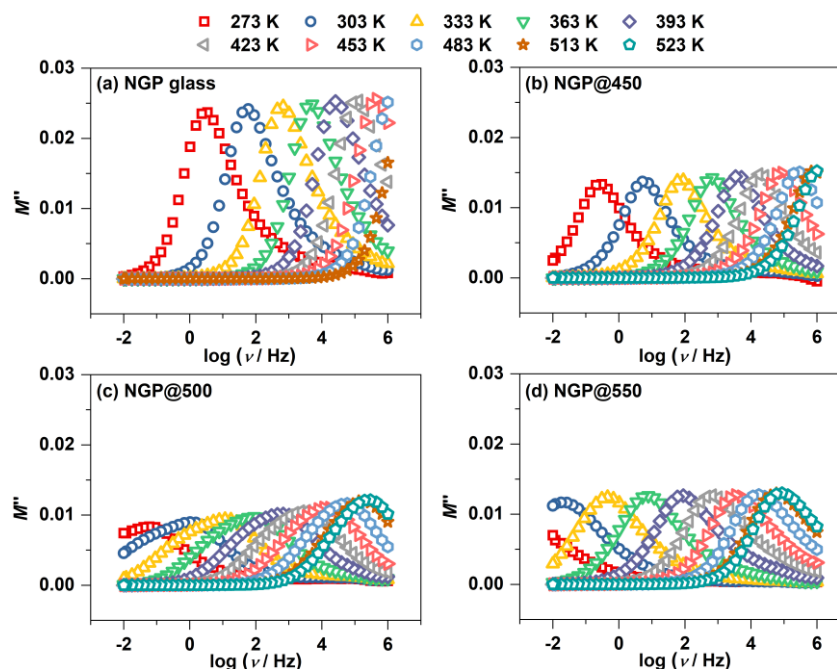 273 K 303 K 333 K 363 K 393 K
423 K 453 K 483 K 513 K 523 K
(a) NGP glass
M''
0.03
0.02
0.01
0.00
-2 0 2 4 6
log (ν / Hz)
(b) NGP@450
M''
0.03
0.02
0.01
0.00
-2 0 2 4 6
log (ν / Hz)
(c) NGP@500
M''
0.03
0.02
0.01
0.00
-2 0 2 4 6
log (ν / Hz)
(d) NGP@550
M''
0.03
0.02
0.01
0.00
-2 0 2 4 6
log (ν / Hz)